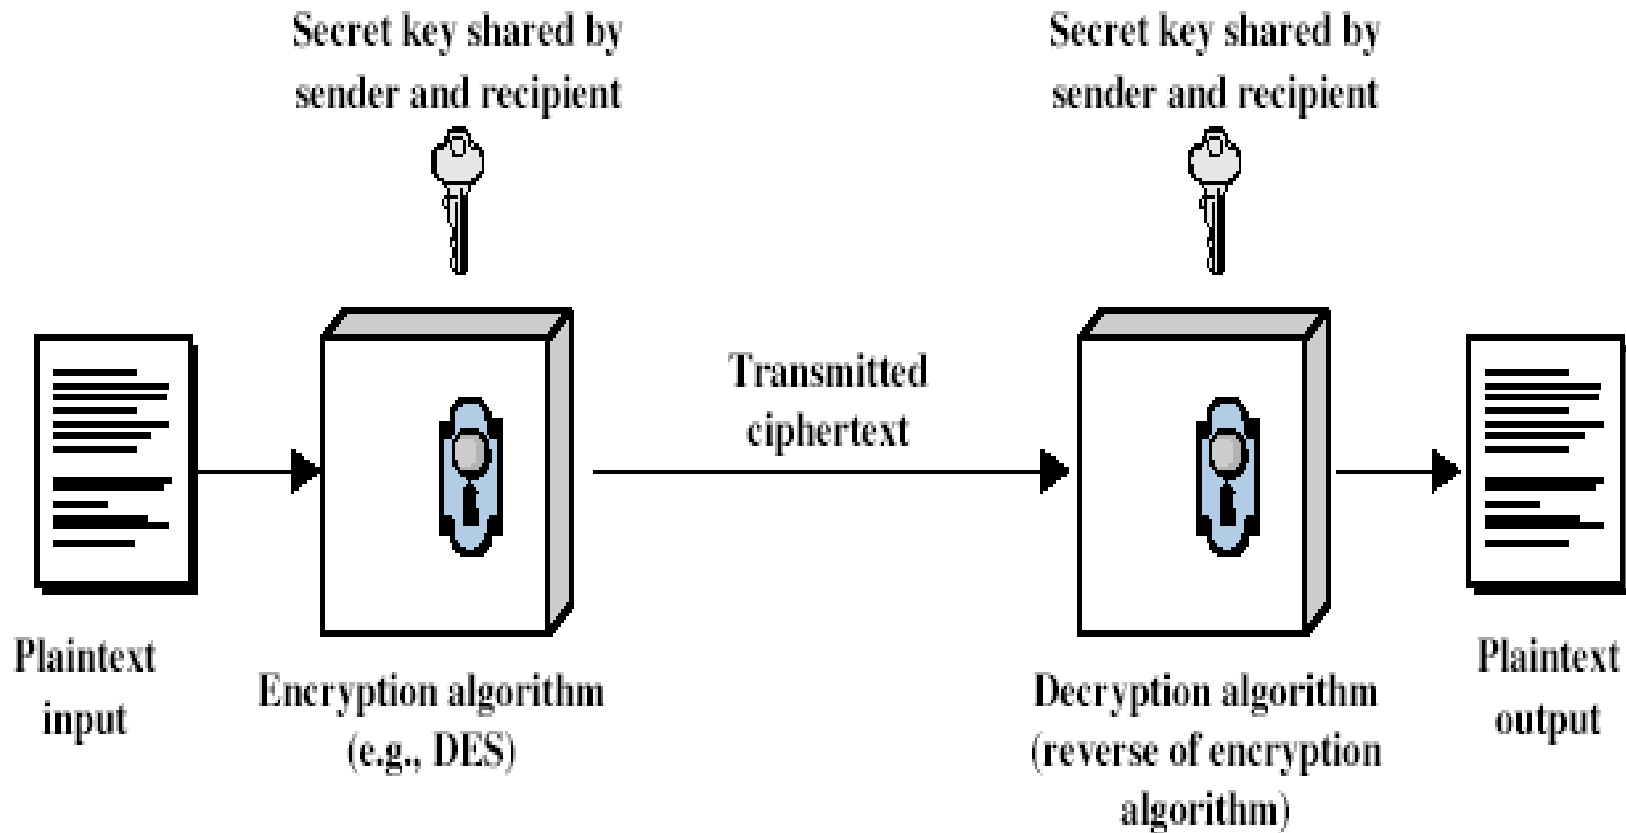 Secret key shared by
sender and recipient
Secret key shared by
sender and recipient
Transmitted
ciphertext
Plaintext
input
Encryption algorithm
(e.g., DES)
Decryption algorithm
(reverse of encryption
algorithm)
Plaintext
output